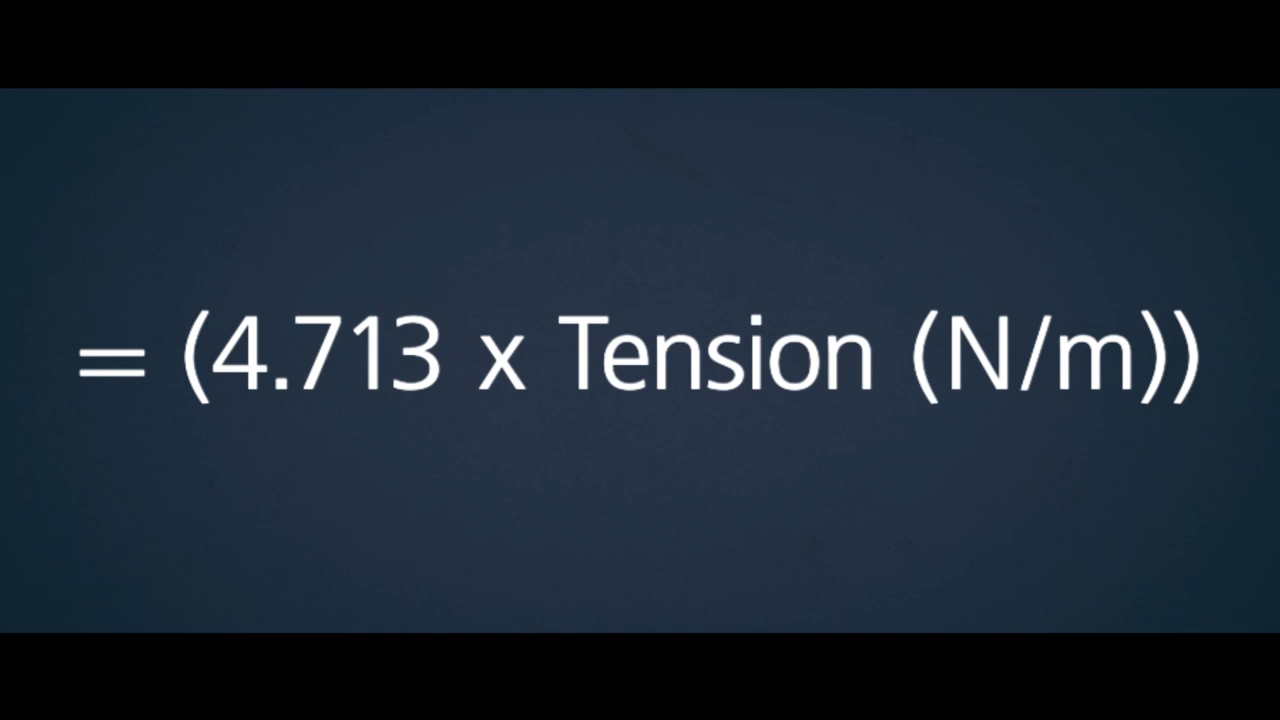 = (4.713 x Tension (N/m))